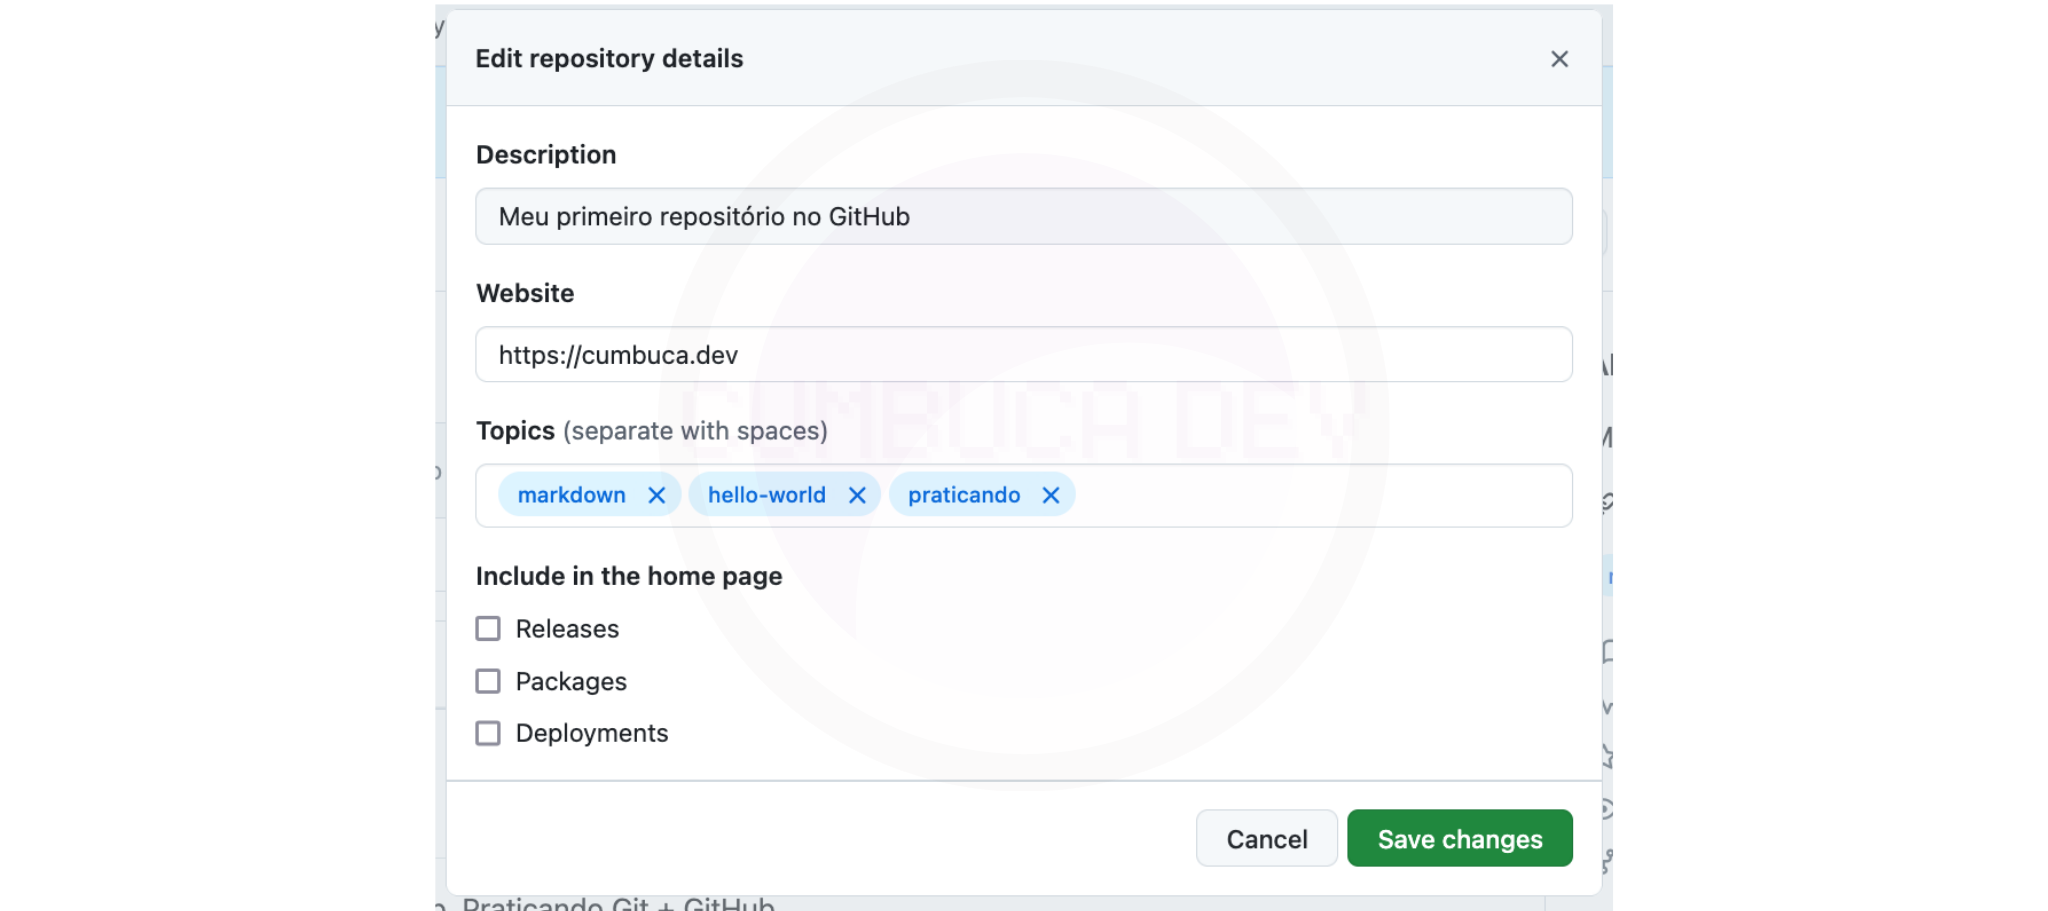 Edit repository details
Description
Meu primeiro repositório no GitHub
Website
https://cumbuca.dev
CUMBUCA DEV
Topics (separate with spaces)
markdown
hello-world
praticando
Include in the home page
Releases
Packages
Deployments
Cancel
Save changes
Praticando Git + GitHub